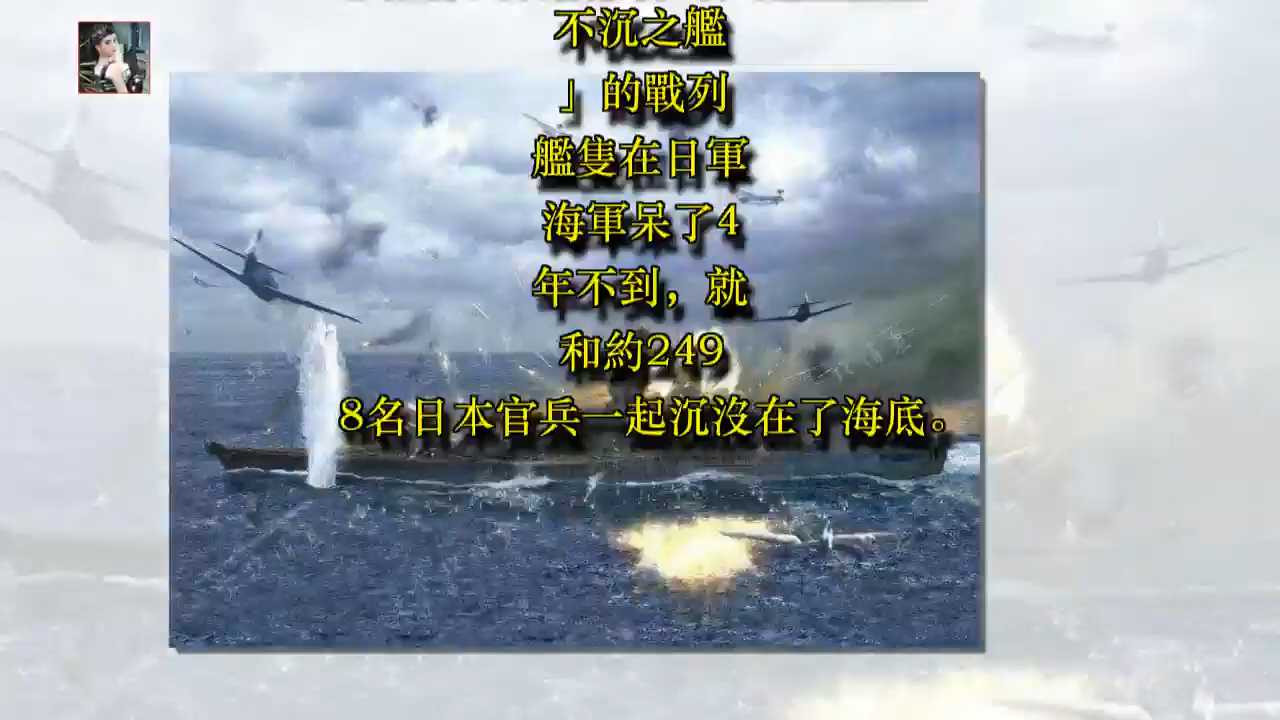 不沉之艦
」的戰列
艦隻在日軍
海軍呆了4
年不到，就
和約249
8名日本官兵一起沉沒在了海底。